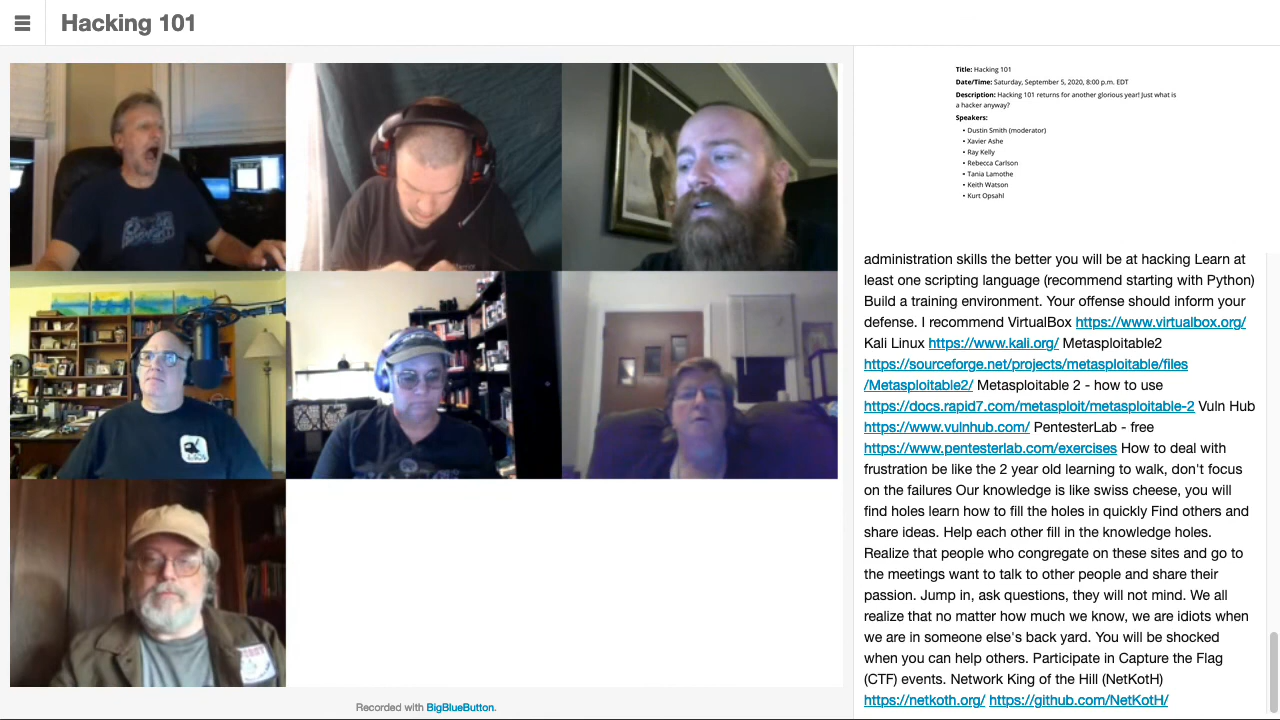 Hacking 101
Title: Hacking 101
Date/Time: Saturday, September 5, 2020, 8:00 p.m. EDT
Description: Hacking 101 returns for another glorious year! Just what is
a hacker anyway?
Speakers:
• Dustin Smith (moderator)
• Xavier Ashe
• Ray Kelly
• Rebecca Carlson
• Tania Lamothe
• Keith Watson
• Kurt Opsahl
administration skills the better you will be at hacking Learn at
least one scripting language (recommend starting with Python)
Build a training environment. Your offense should inform your
defense. I recommend VirtualBox https://www.virtualbox.org/
Kali Linux https://www.kali.org/ Metasploitable2
https://sourceforge.net/projects/metasploitable/files
/Metasploitable2/ Metasploitable 2 - how to use
https://docs.rapid7.com/metasploit/metasploitable-2 Vuln Hub
https://www.vulnhub.com/ PentesterLab - free
https://www.pentesterlab.com/exercises How to deal with
frustration be like the 2 year old learning to walk, don't focus
on the failures Our knowledge is like swiss cheese, you will
find holes learn how to fill the holes in quickly Find others and
share ideas. Help each other fill in the knowledge holes.
Realize that people who congregate on these sites and go to
the meetings want to talk to other people and share their
passion. Jump in, ask questions, they will not mind. We all
realize that no matter how much we know, we are idiots when
we are in someone else's back yard. You will be shocked
when you can help others. Participate in Capture the Flag
(CTF) events. Network King of the Hill (NetKotH)
https://netkoth.org/ https://github.com/NetKotH/
Recorded with BigBlueButton.